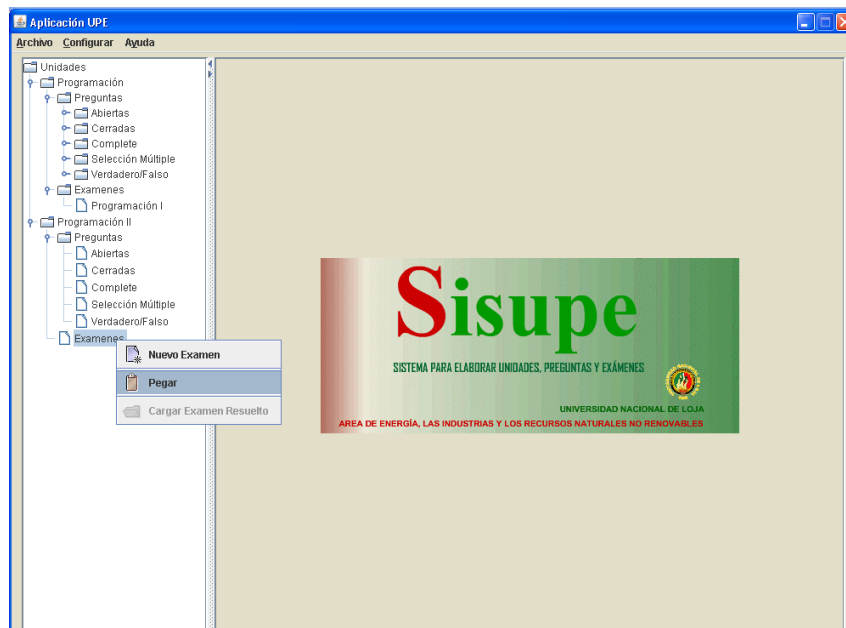 Aplicación UPE
Archivo Configurar Ayuda
Unidades
Programación
Preguntas
Abiertas
Cerradas
Complete
Selección Múltiple
Verdadero/Falso
Examenes
Programación I
Programación II
Preguntas
Abiertas
Cerradas
Complete
Selección Múltiple
Verdadero/Falso
Examenes
Nuevo Examen
Pegar
Cargar Examen Resuelto
Sisupe
SISTEMA PARA ELABORAR UNIDADES, PREGUNTAS Y EXÁMENES
UNIVERSIDAD NACIONAL DE LOJA
AREA DE ENERGÍA, LAS INDUSTRIAS Y LOS RECURSOS NATURALES NO RENOVABLES